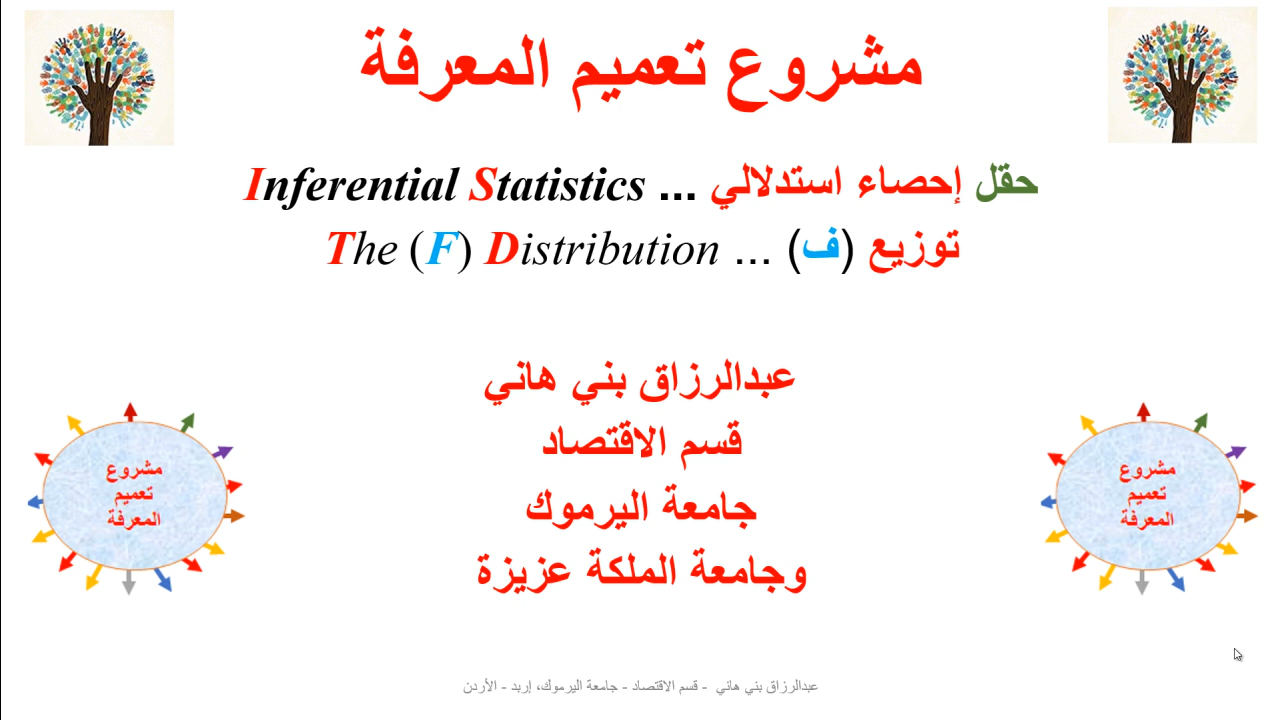 مشروع تعميم المعرفة
حقل إحصاء استدلالي ... Inferential Statistics
توزيع (ف) ... The (F) Distribution
عبدالرزاق بني هاني
قسم الاقتصاد
جامعة اليرموك
وجامعة الملكة عزيزة
مشروع
تعميم
المعرفة
مشروع
تعميم
المعرفة
عبدالرزاق بني هاني - قسم الاقتصاد - جامعة اليرموك، إربد - الأردن